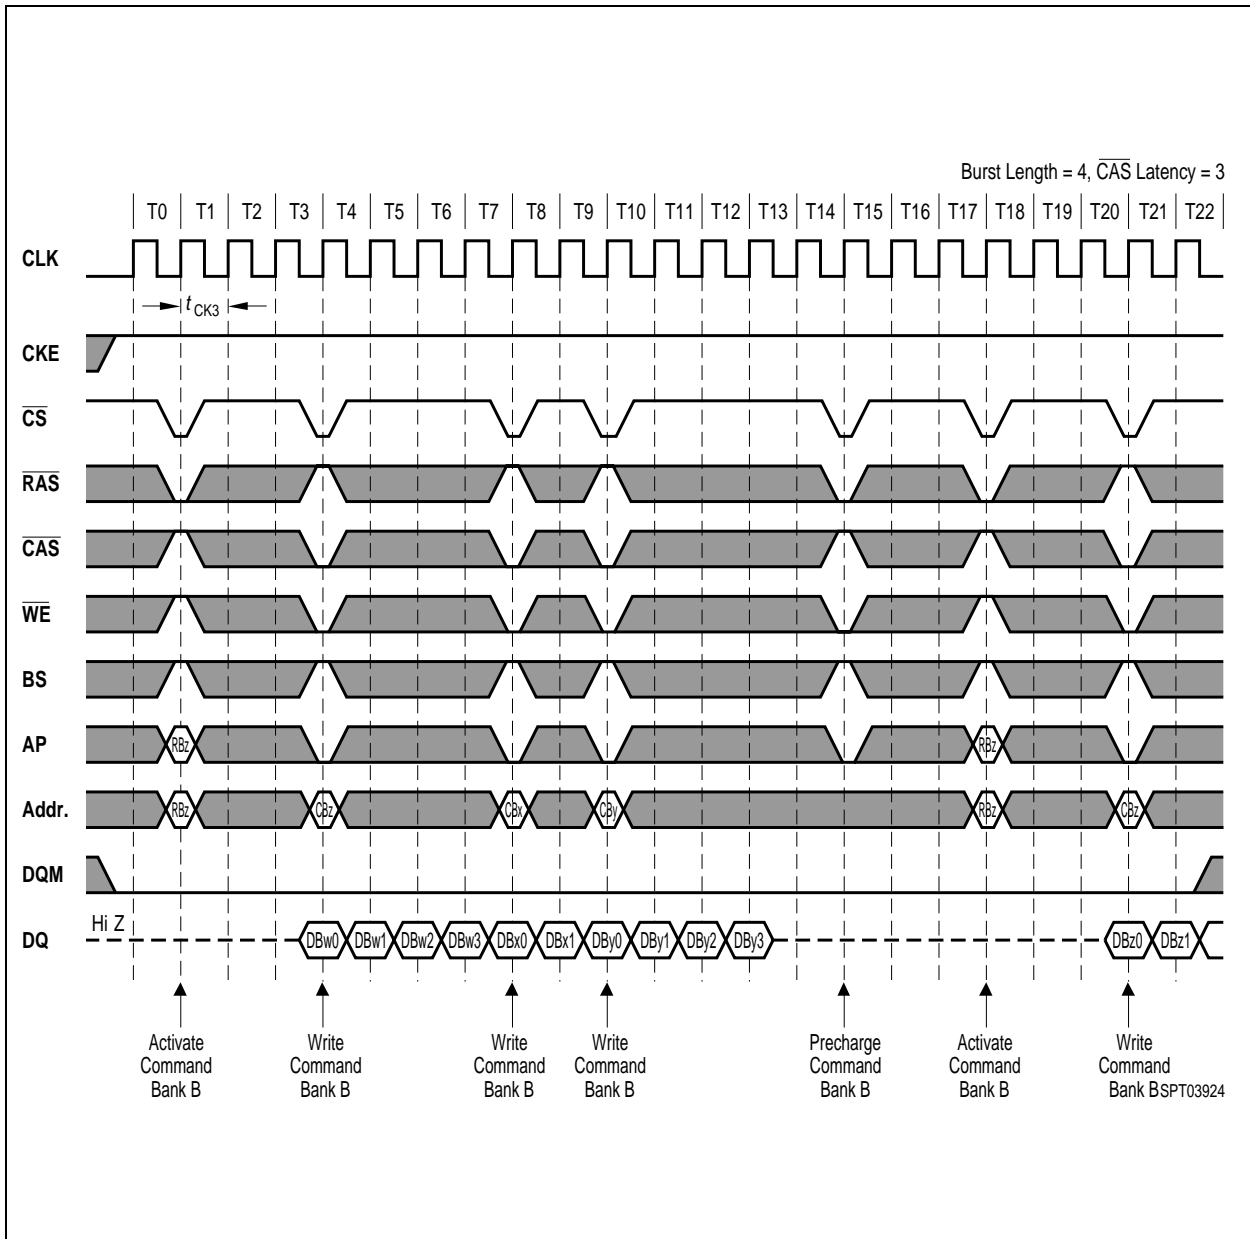 Burst Length = 4, CAS Latency = 3
T0 T1 T2 T3 T4 T5 T6 T7 T8 T9 T10 T11 T12 T13 T14 T15 T16 T17 T18 T19 T20 T21 T22
CLK
tCK3
CKE
CS
RAS
CAS
WE
BS
AP RBz RBz
Addr. RBz CBz CBx CBy RBz CBz
DQM
Hi Z
DQ DBw0 DBw1 DBw2 DBw3 DBx0 DBx1 DBy0 DBy1 DBy2 DBy3 DBz0 DBz1
Activate Write Write Write Precharge Activate Write
Command Command Command Command Command Command Command
Bank B Bank B Bank B Bank B Bank B Bank B Bank B SPT03924